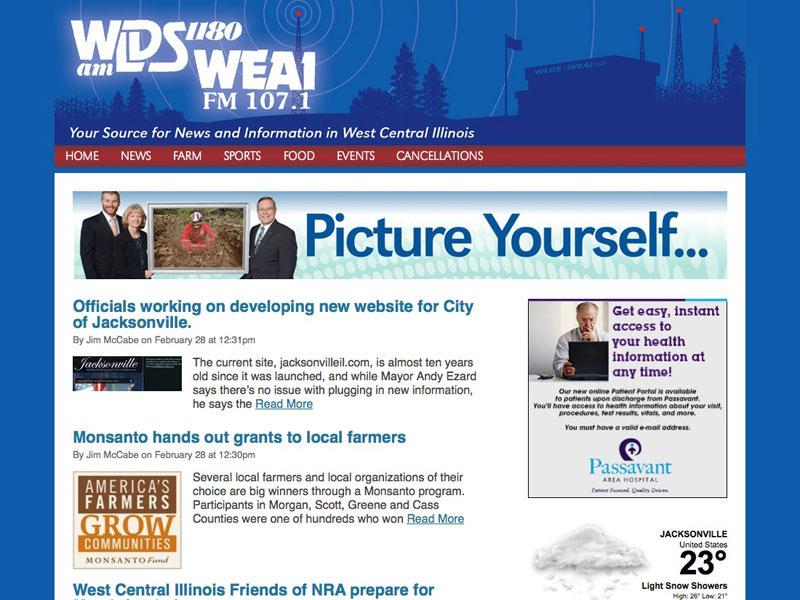 WLDS 1180
am
WEAI
FM 107.1
WLDS - WEAI
Your Source for News and Information in West Central Illinois
HOME NEWS FARM SPORTS FOOD EVENTS CANCELLATIONS
Picture Yourself...
Officials working on developing new website for City
of Jacksonville.
By Jim McCabe on February 28 at 12:31pm
Jacksonville
The current site, jacksonvilleil.com, is almost ten years
old since it was launched, and while Mayor Andy Ezard
says there's no issue with plugging in new information,
he says the Read More
Monsanto hands out grants to local farmers
By Jim McCabe on February 28 at 12:30pm
AMERICA'S
FARMERS
GROW
COMMUNITIES
MONSANTO Fund
Several local farmers and local organizations of their
choice are big winners through a Monsanto program.
Participants in Morgan, Scott, Greene and Cass
Counties were one of hundreds who won Read More
West Central Illinois Friends of NRA prepare for
Get easy, instant
access to
your health
information at
any time!
Our new online Patient Portal is available
to patients upon discharge from Passavant.
You'll have access to health information about your visit,
procedures, test results, vitals, and more.
You must have a valid e-mail address.
Passavant
AREA HOSPITAL
Patient Focused. Quality Driven.
JACKSONVILLE
United States
23°
Light Snow Showers
High: 26° Low: 21°